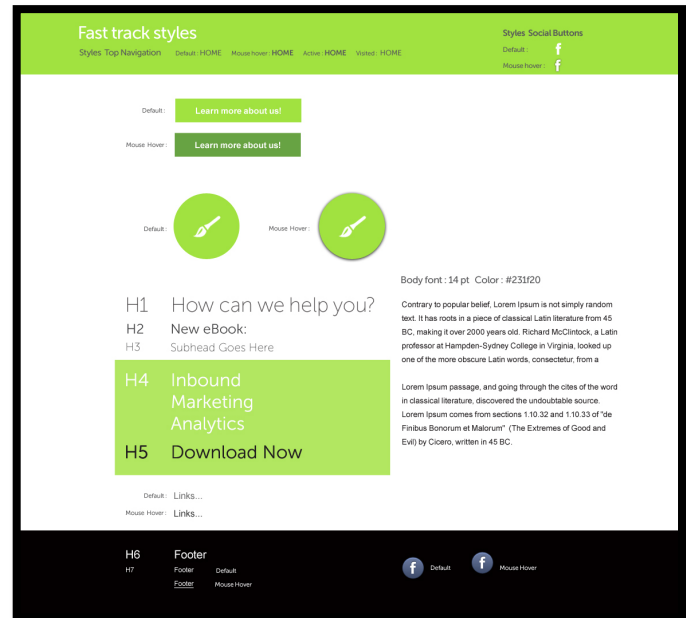 Fast track styles
Styles Top Navigation Default : HOME Mouse hover : HOME Active : HOME Visited : HOME
Styles Social Buttons
Default : f
Mouse hover : f
Default : Learn more about us!
Mouse Hover : Learn more about us!
Default :
Mouse Hover :
H1 How can we help you?
H2 New eBook:
H3 Subhead Goes Here
H4 Inbound
Marketing
Analytics
H5 Download Now
Default : Links...
Mouse Hover : Links...
Body font : 14 pt Color : #231f20
Contrary to popular belief, Lorem Ipsum is not simply random
text. It has roots in a piece of classical Latin literature from 45
BC, making it over 2000 years old. Richard McClintock, a Latin
professor at Hampden-Sydney College in Virginia, looked up
one of the more obscure Latin words, consectetur, from a
Lorem Ipsum passage, and going through the cites of the word
in classical literature, discovered the undoubtable source.
Lorem Ipsum comes from sections 1.10.32 and 1.10.33 of "de
Finibus Bonorum et Malorum" (The Extremes of Good and
Evil) by Cicero, written in 45 BC.
H6 Footer
H7 Footer Default
Footer Mouse Hover
f Default
f Mouse Hover